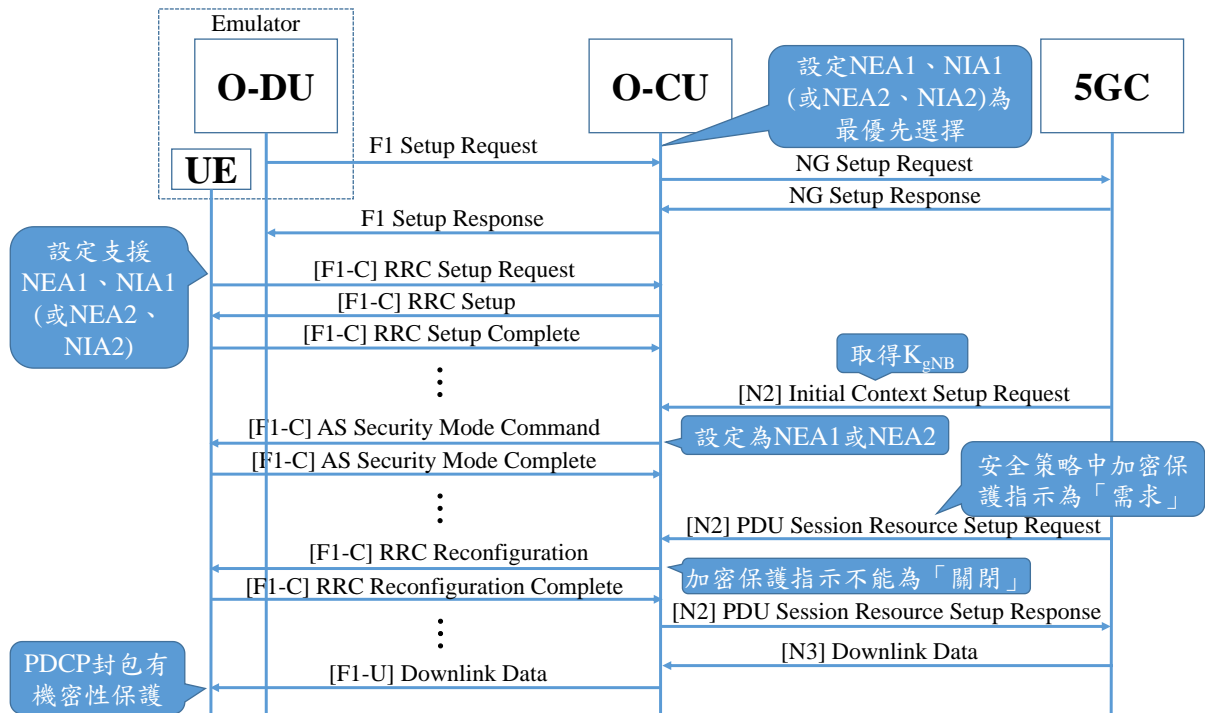 Emulator
O-DU
O-CU
5GC
UE
設定NEA1、NIA1
(或NEA2、NIA2)為
最優先選擇
F1 Setup Request
NG Setup Request
NG Setup Response
F1 Setup Response
設定支援
NEA1、NIA1
(或NEA2、
NIA2)
[F1-C] RRC Setup Request
[F1-C] RRC Setup
[F1-C] RRC Setup Complete
取得KgNB
[N2] Initial Context Setup Request
[F1-C] AS Security Mode Command
設定為NEA1或NEA2
[F1-C] AS Security Mode Complete
安全策略中加密保
護指示為「需求」
[N2] PDU Session Resource Setup Request
[F1-C] RRC Reconfiguration
加密保護指示不能為「關閉」
[F1-C] RRC Reconfiguration Complete
[N2] PDU Session Resource Setup Response
[N3] Downlink Data
PDCP封包有
機密性保護
[F1-U] Downlink Data